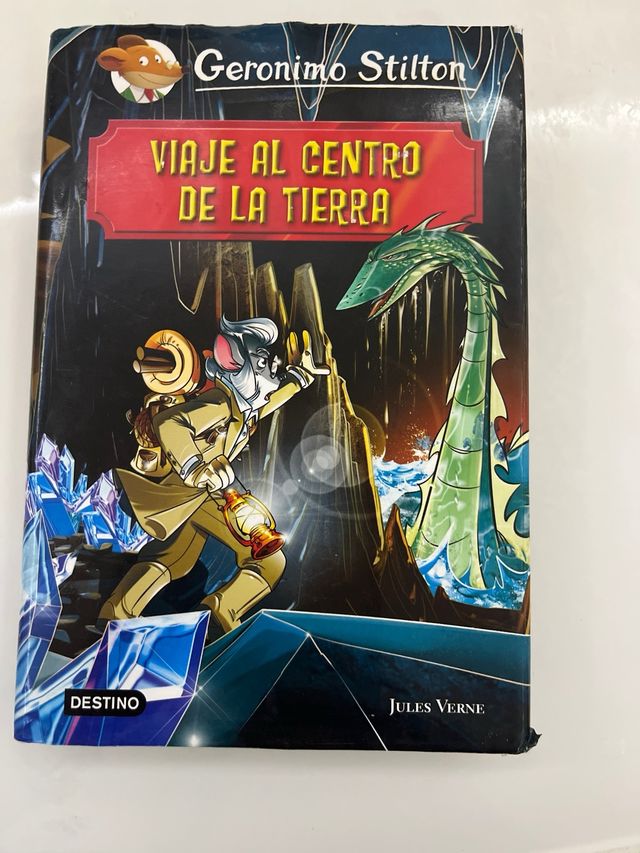 Geronimo Stilton
VIAJE AL CENTRO
DE LA TIERRA
DESTINO
JULES VERNE